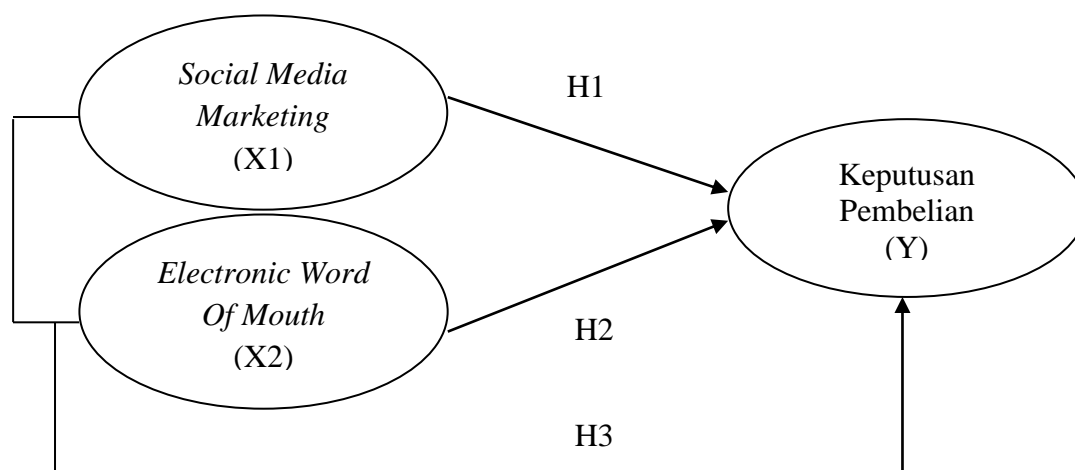 Social Media
Marketing
(X1)
H1
Keputusan
Pembelian
(Y)
Electronic Word
Of Mouth
(X2)
H2
H3